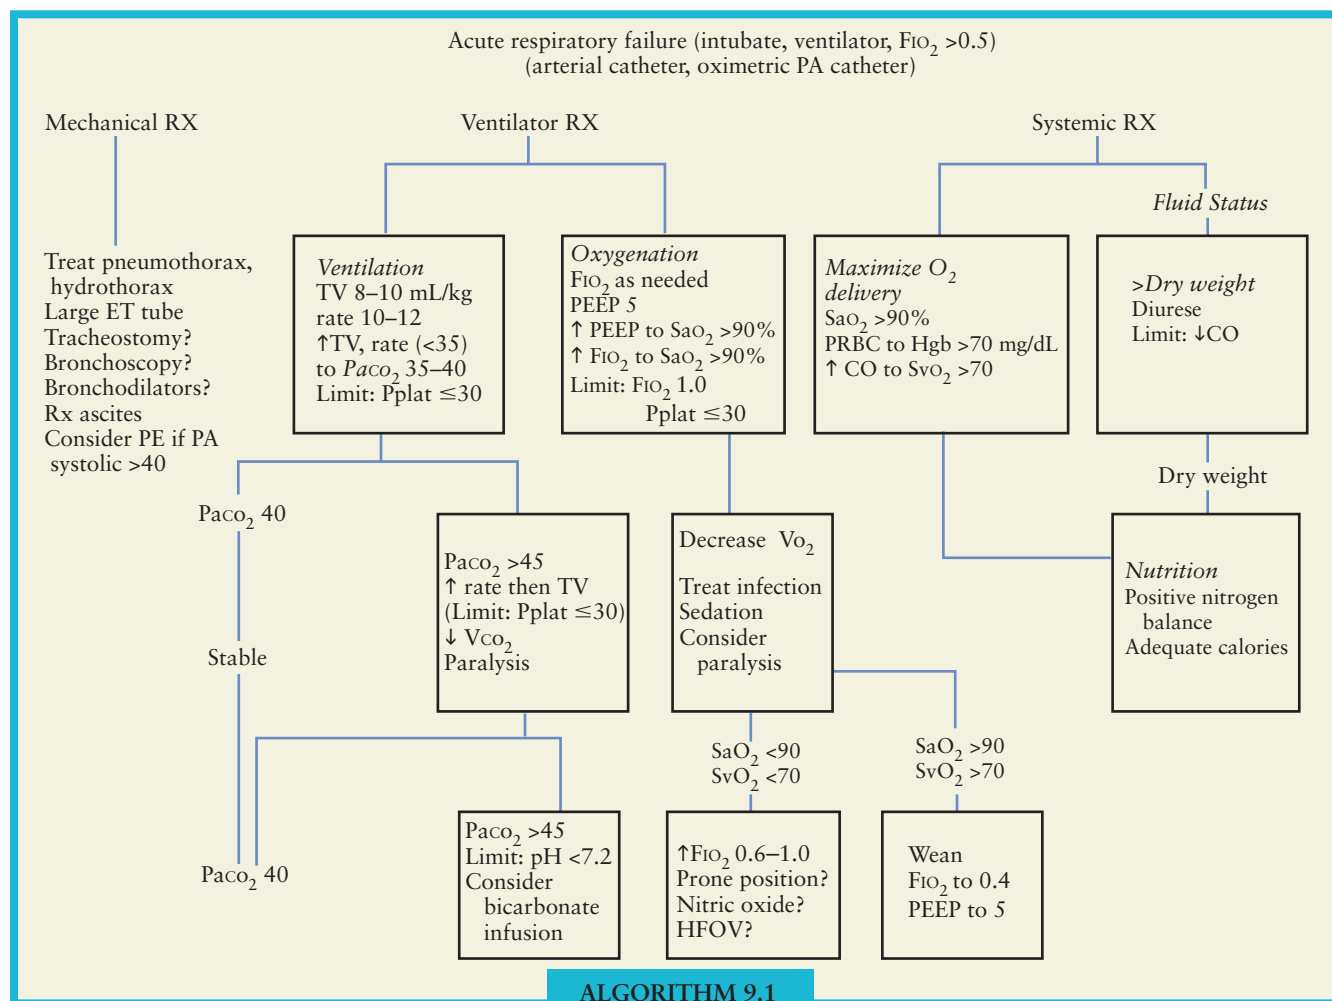 Acute respiratory failure (intubate, ventilator, FIO2 >0.5)
(arterial catheter, oximetric PA catheter)
Mechanical RX
Ventilator RX
Systemic RX
Fluid Status
Treat pneumothorax,
hydrothorax
Large ET tube
Tracheostomy?
Bronchoscopy?
Bronchodilators?
Rx ascites
Consider PE if PA
systolic >40
Ventilation
TV 8–10 mL/kg
rate 10–12
↑TV, rate (<35)
to PaCO2 35–40
Limit: Pplat ≤30
Oxygenation
FIO2 as needed
PEEP 5
↑ PEEP to SaO2 >90%
↑ FIO2 to SaO2 >90%
Limit: FIO2 1.0
Pplat ≤30
Maximize O2
delivery
SaO2 >90%
PRBC to Hgb >70 mg/dL
↑ CO to SvO2 >70
>Dry weight
Diurese
Limit: ↓CO
Dry weight
PaCO2 40
Stable
PaCO2 >45
↑ rate then TV
(Limit: Pplat ≤30)
↓ VCO2
Paralysis
Decrease VO2
Treat infection
Sedation
Consider
paralysis
Nutrition
Positive nitrogen
balance
Adequate calories
SaO2 <90
SvO2 <70
SaO2 >90
SvO2 >70
PaCO2 40
PaCO2 >45
Limit: pH <7.2
Consider
bicarbonate
infusion
↑FIO2 0.6–1.0
Prone position?
Nitric oxide?
HFOV?
Wean
FIO2 to 0.4
PEEP to 5
ALGORITHM 9.1